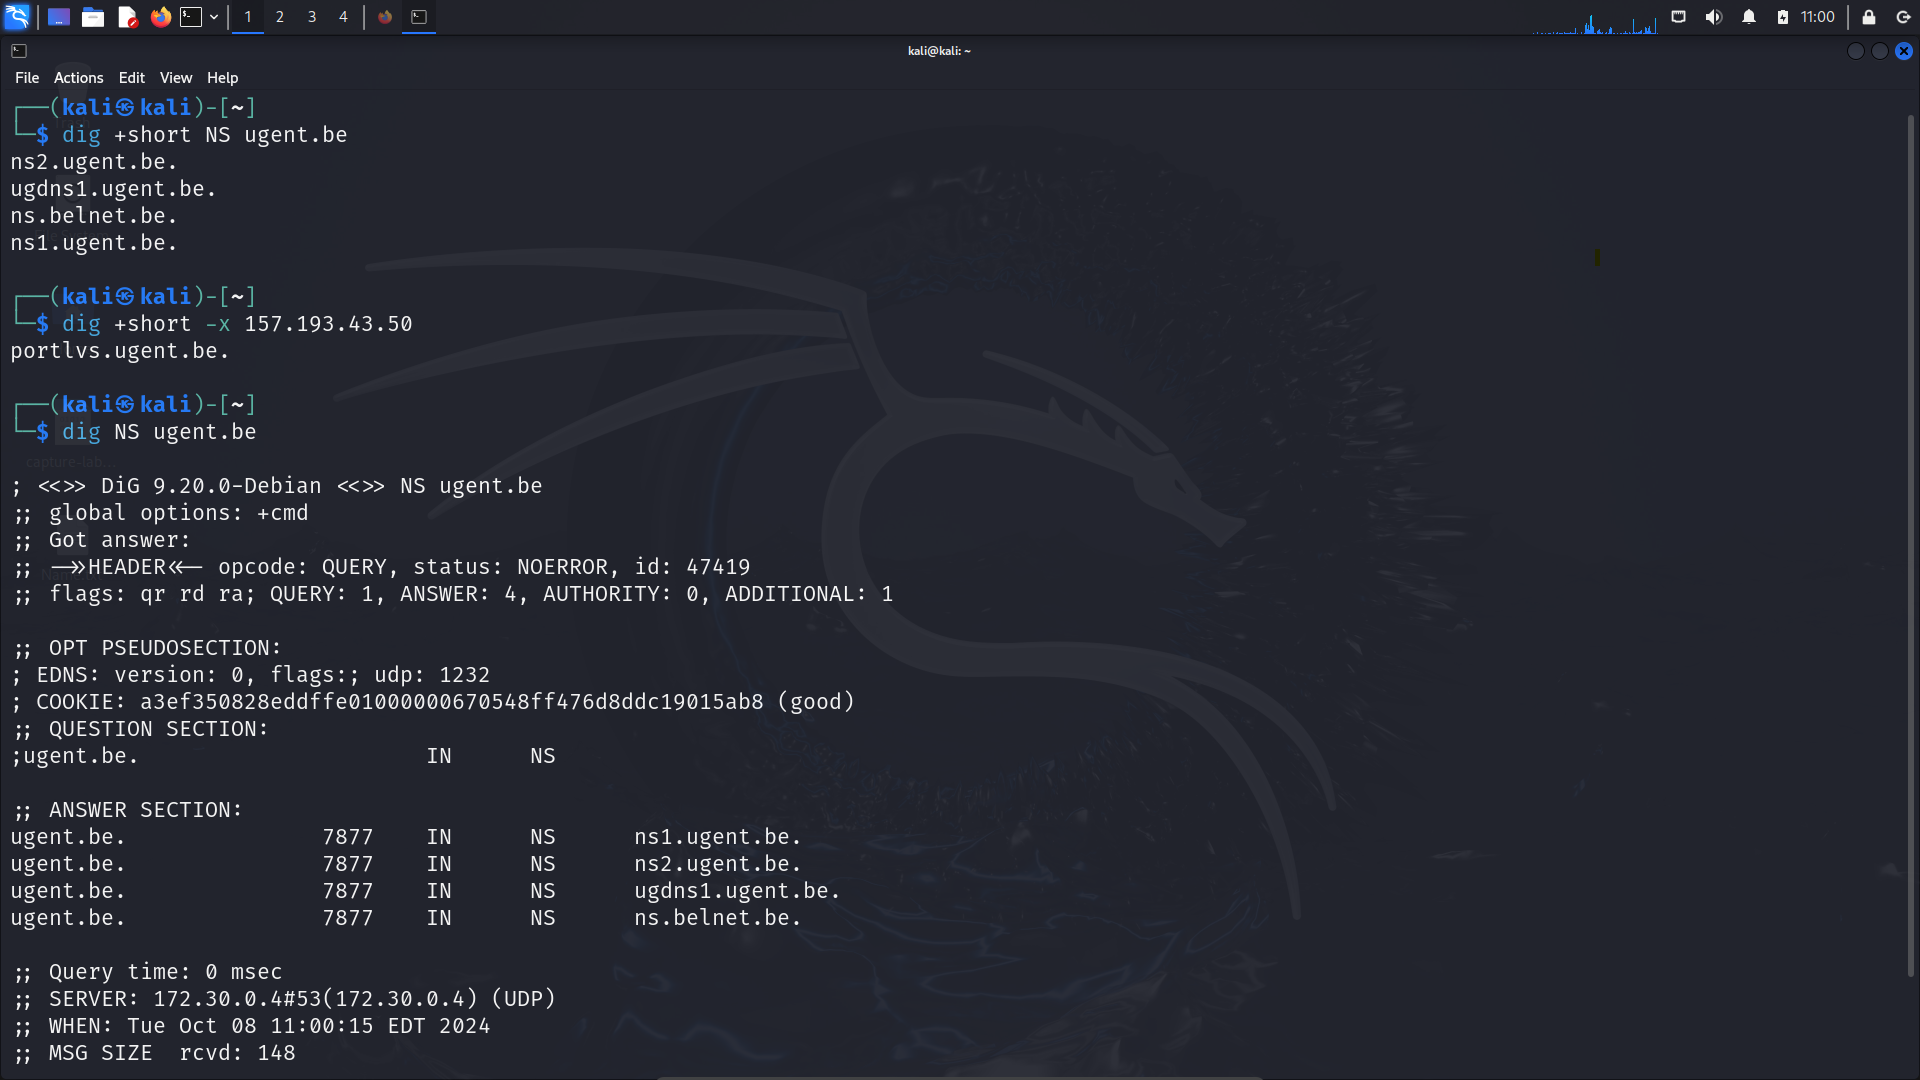 1 2 3 4 11:00
kali@kali: ~
File Actions Edit View Help
┌──(kali㉿kali)-[~]
└─$ dig +short NS ugent.be
ns2.ugent.be.
ugdns1.ugent.be.
ns.belnet.be.
ns1.ugent.be.
┌──(kali㉿kali)-[~]
└─$ dig +short -x 157.193.43.50
portlvs.ugent.be.
┌──(kali㉿kali)-[~]
└─$ dig NS ugent.be
capture-lab...
; <<>> DiG 9.20.0-Debian <<>> NS ugent.be
;; global options: +cmd
;; Got answer:
;; ->>HEADER<<- opcode: QUERY, status: NOERROR, id: 47419
;; flags: qr rd ra; QUERY: 1, ANSWER: 4, AUTHORITY: 0, ADDITIONAL: 1
;; OPT PSEUDOSECTION:
; EDNS: version: 0, flags:; udp: 1232
; COOKIE: a3ef350828eddffe01000000670548ff476d8ddc19015ab8 (good)
;; QUESTION SECTION:
;ugent.be. IN NS
;; ANSWER SECTION:
ugent.be. 7877 IN NS ns1.ugent.be.
ugent.be. 7877 IN NS ns2.ugent.be.
ugent.be. 7877 IN NS ugdns1.ugent.be.
ugent.be. 7877 IN NS ns.belnet.be.
;; Query time: 0 msec
;; SERVER: 172.30.0.4#53(172.30.0.4) (UDP)
;; WHEN: Tue Oct 08 11:00:15 EDT 2024
;; MSG SIZE  rcvd: 148